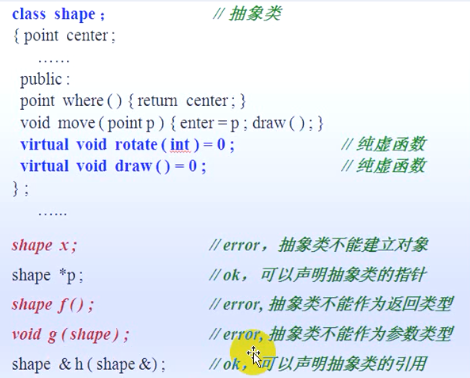 class shape ; // 抽象类
{ point center ;
……
public :
point where ( ) { return center ; }
void move ( point p ) { enter = p ; draw ( ) ; }
virtual void rotate ( int ) = 0 ; // 纯虚函数
virtual void draw ( ) = 0 ; // 纯虚函数
} ;
……
shape x ; // error，抽象类不能建立对象
shape *p ; // ok，可以声明抽象类的指针
shape f ( ) ; // error, 抽象类不能作为返回类型
void g ( shape ) ; // error, 抽象类不能作为参数类型
shape & h ( shape & ) ; // ok，可以声明抽象类的引用